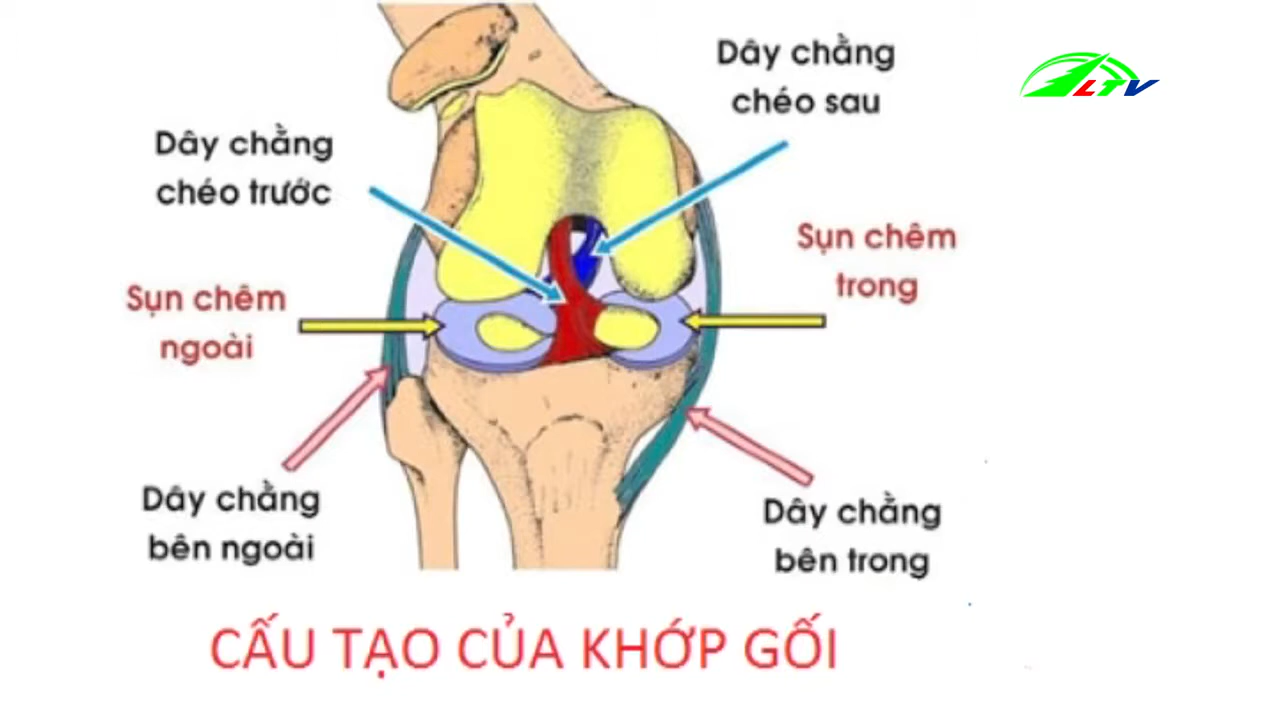 Dây chằng
chéo sau
LTV
Dây chằng
chéo trước
Sụn chêm
trong
Sụn chêm
ngoài
Dây chằng
bên ngoài
Dây chằng
bên trong
CẤU TẠO CỦA KHỚP GỐI